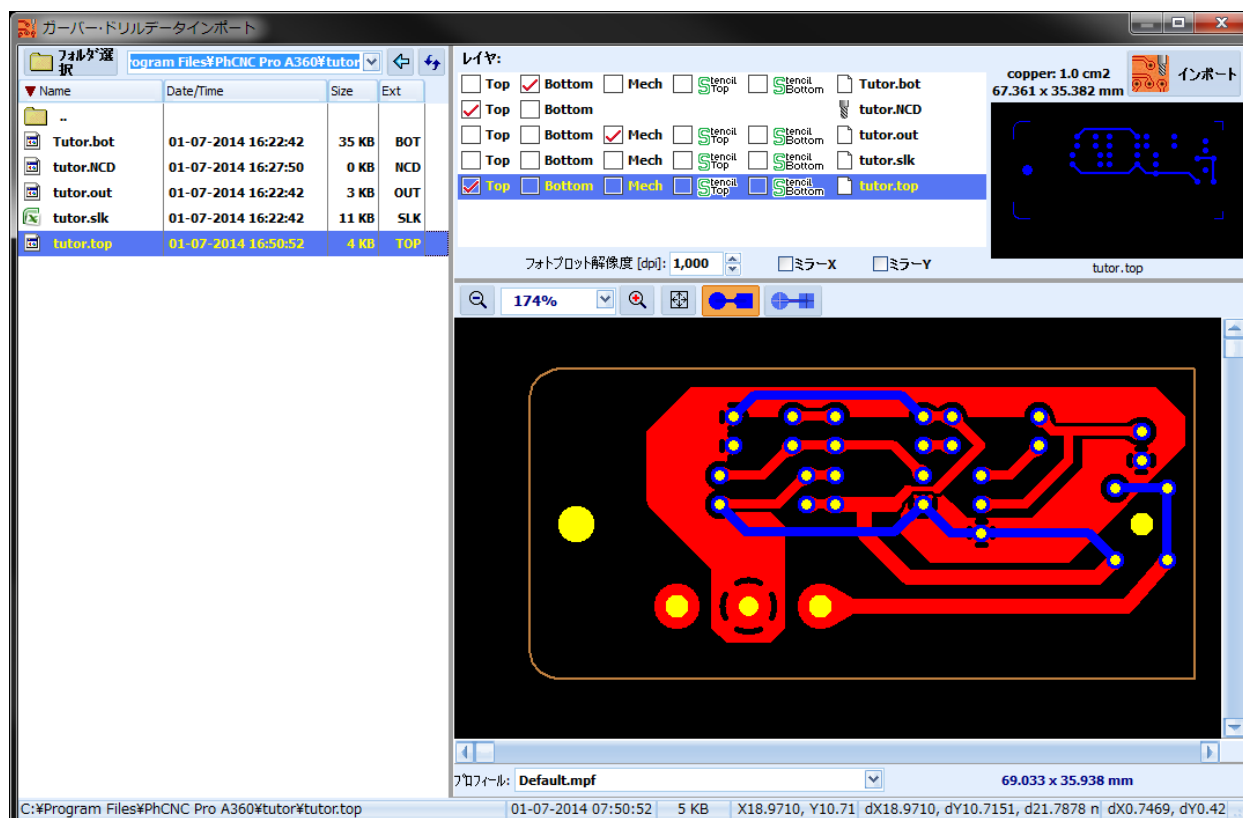 ガーバー・ドリルデータインポート
フォルダ選択 rogram Files¥PhCNC Pro A360¥tutor
Name Date/Time Size Ext
..
Tutor.bot 01-07-2014 16:22:42 35 KB BOT
tutor.NCD 01-07-2014 16:27:50 0 KB NCD
tutor.out 01-07-2014 16:22:42 3 KB OUT
tutor.slk 01-07-2014 16:22:42 11 KB SLK
tutor.top 01-07-2014 16:50:52 4 KB TOP
レイヤ:
Top Bottom Mech Stencil Top Stencil Bottom Tutor.bot
Top Bottom tutor.NCD
Top Bottom Mech Stencil Top Stencil Bottom tutor.out
Top Bottom Mech Stencil Top Stencil Bottom tutor.slk
Top Bottom Mech Stencil Top Stencil Bottom tutor.top
copper: 1.0 cm2
67.361 x 35.382 mm
インポート
tutor.top
フォトプロット解像度 [dpi]: 1,000 ミラーX ミラーY
174%
プロフィール: Default.mpf 69.033 x 35.938 mm
C:¥Program Files¥PhCNC Pro A360¥tutor¥tutor.top 01-07-2014 07:50:52 5 KB X18.9710, Y10.71 dX18.9710, dY10.7151, d21.7878 n dX0.7469, dY0.42